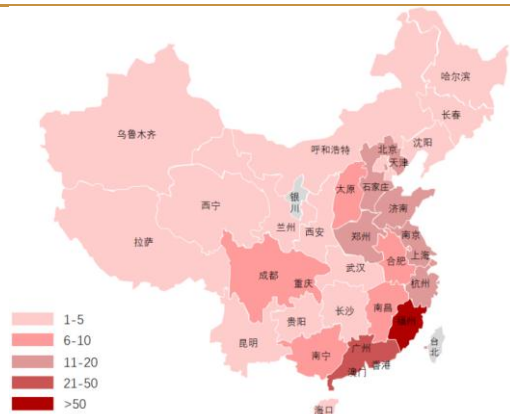 哈尔滨
长春
乌鲁木齐
沈阳
呼和浩特
北京
天津
银川
太原
石家庄
西宁
济南
兰州
西安
郑州
南京
拉萨
合肥
上海
武汉
成都
重庆
杭州
长沙
南昌
贵阳
福州
昆明
台北
南宁
广州
香港
澳门
海口
1-5
6-10
11-20
21-50
>50